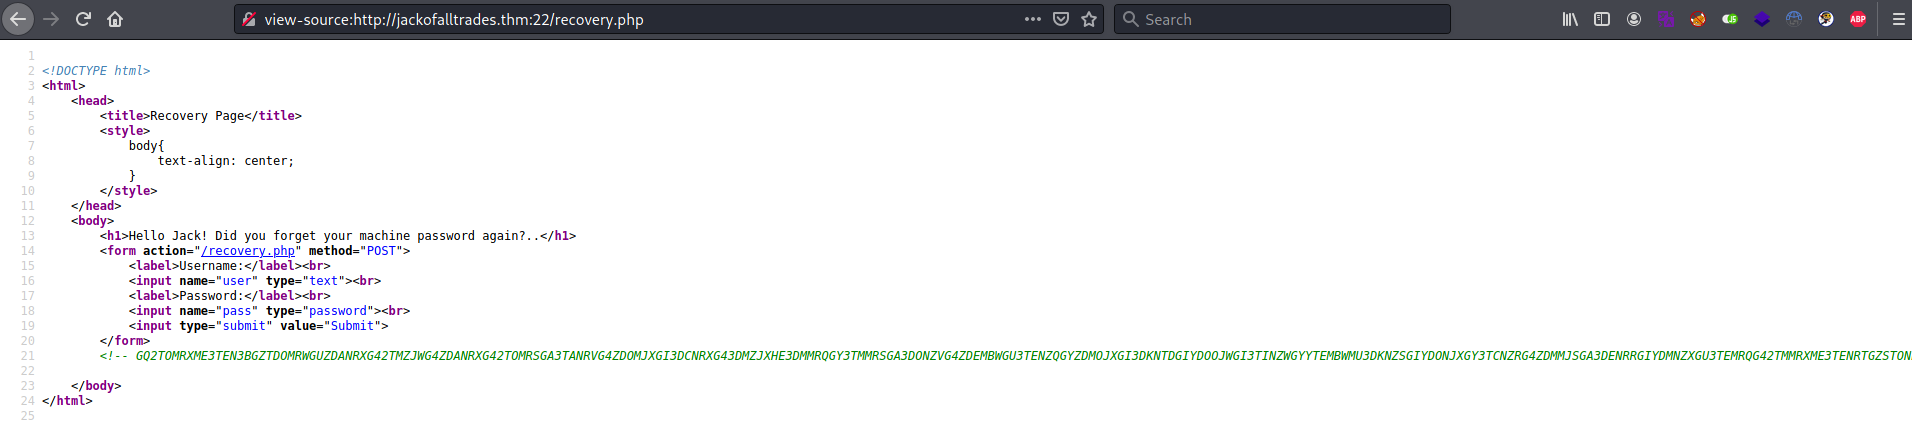 view-source:http://jackofalltrades.thm:22/recovery.php
Search
ABP
1
2 <!DOCTYPE html>
3 <html>
4 <head>
5 <title>Recovery Page</title>
6 <style>
7 body{
8 text-align: center;
9 }
10 </style>
11 </head>
12 <body>
13 <h1>Hello Jack! Did you forget your machine password again?..</h1>
14 <form action="/recovery.php" method="POST">
15 <label>Username:</label><br>
16 <input name="user" type="text"><br>
17 <label>Password:</label><br>
18 <input name="pass" type="password"><br>
19 <input type="submit" value="Submit">
20 </form>
21 <!-- GQ2TOMRXME3TEN3BGZTDOMRWGUZDANRXG42TMZJWG4ZDANRXG42TOMRSGA3TANRVG4ZDOMJXGI3DCNRXG43DMZJXHE3DMMRQGY3TMMRSGA3DONZVG4ZDEMBWGU3TENZQGYZDMOJXGI3DKNTDGIYDOOJWGI3TINZWGYYTEMBWMU3DKNZSGIYDONJXGY3TCNZRG4ZDMMJSGA3DENRRGIYDMNZXGU3TEMRQG42TMMRXME3TENRTGZSTON
22
23 </body>
24 </html>
25